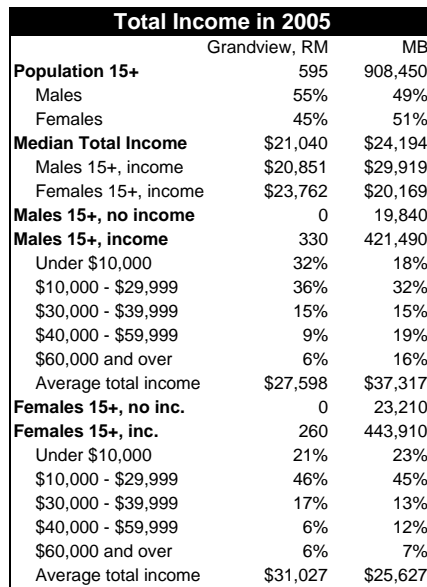 Total Income in 2005
Grandview, RM MB
Population 15+ 595 908,450
Males 55% 49%
Females 45% 51%
Median Total Income $21,040 $24,194
Males 15+, income $20,851 $29,919
Females 15+, income $23,762 $20,169
Males 15+, no income 0 19,840
Males 15+, income 330 421,490
Under $10,000 32% 18%
$10,000 - $29,999 36% 32%
$30,000 - $39,999 15% 15%
$40,000 - $59,999 9% 19%
$60,000 and over 6% 16%
Average total income $27,598 $37,317
Females 15+, no inc. 0 23,210
Females 15+, inc. 260 443,910
Under $10,000 21% 23%
$10,000 - $29,999 46% 45%
$30,000 - $39,999 17% 13%
$40,000 - $59,999 6% 12%
$60,000 and over 6% 7%
Average total income $31,027 $25,627